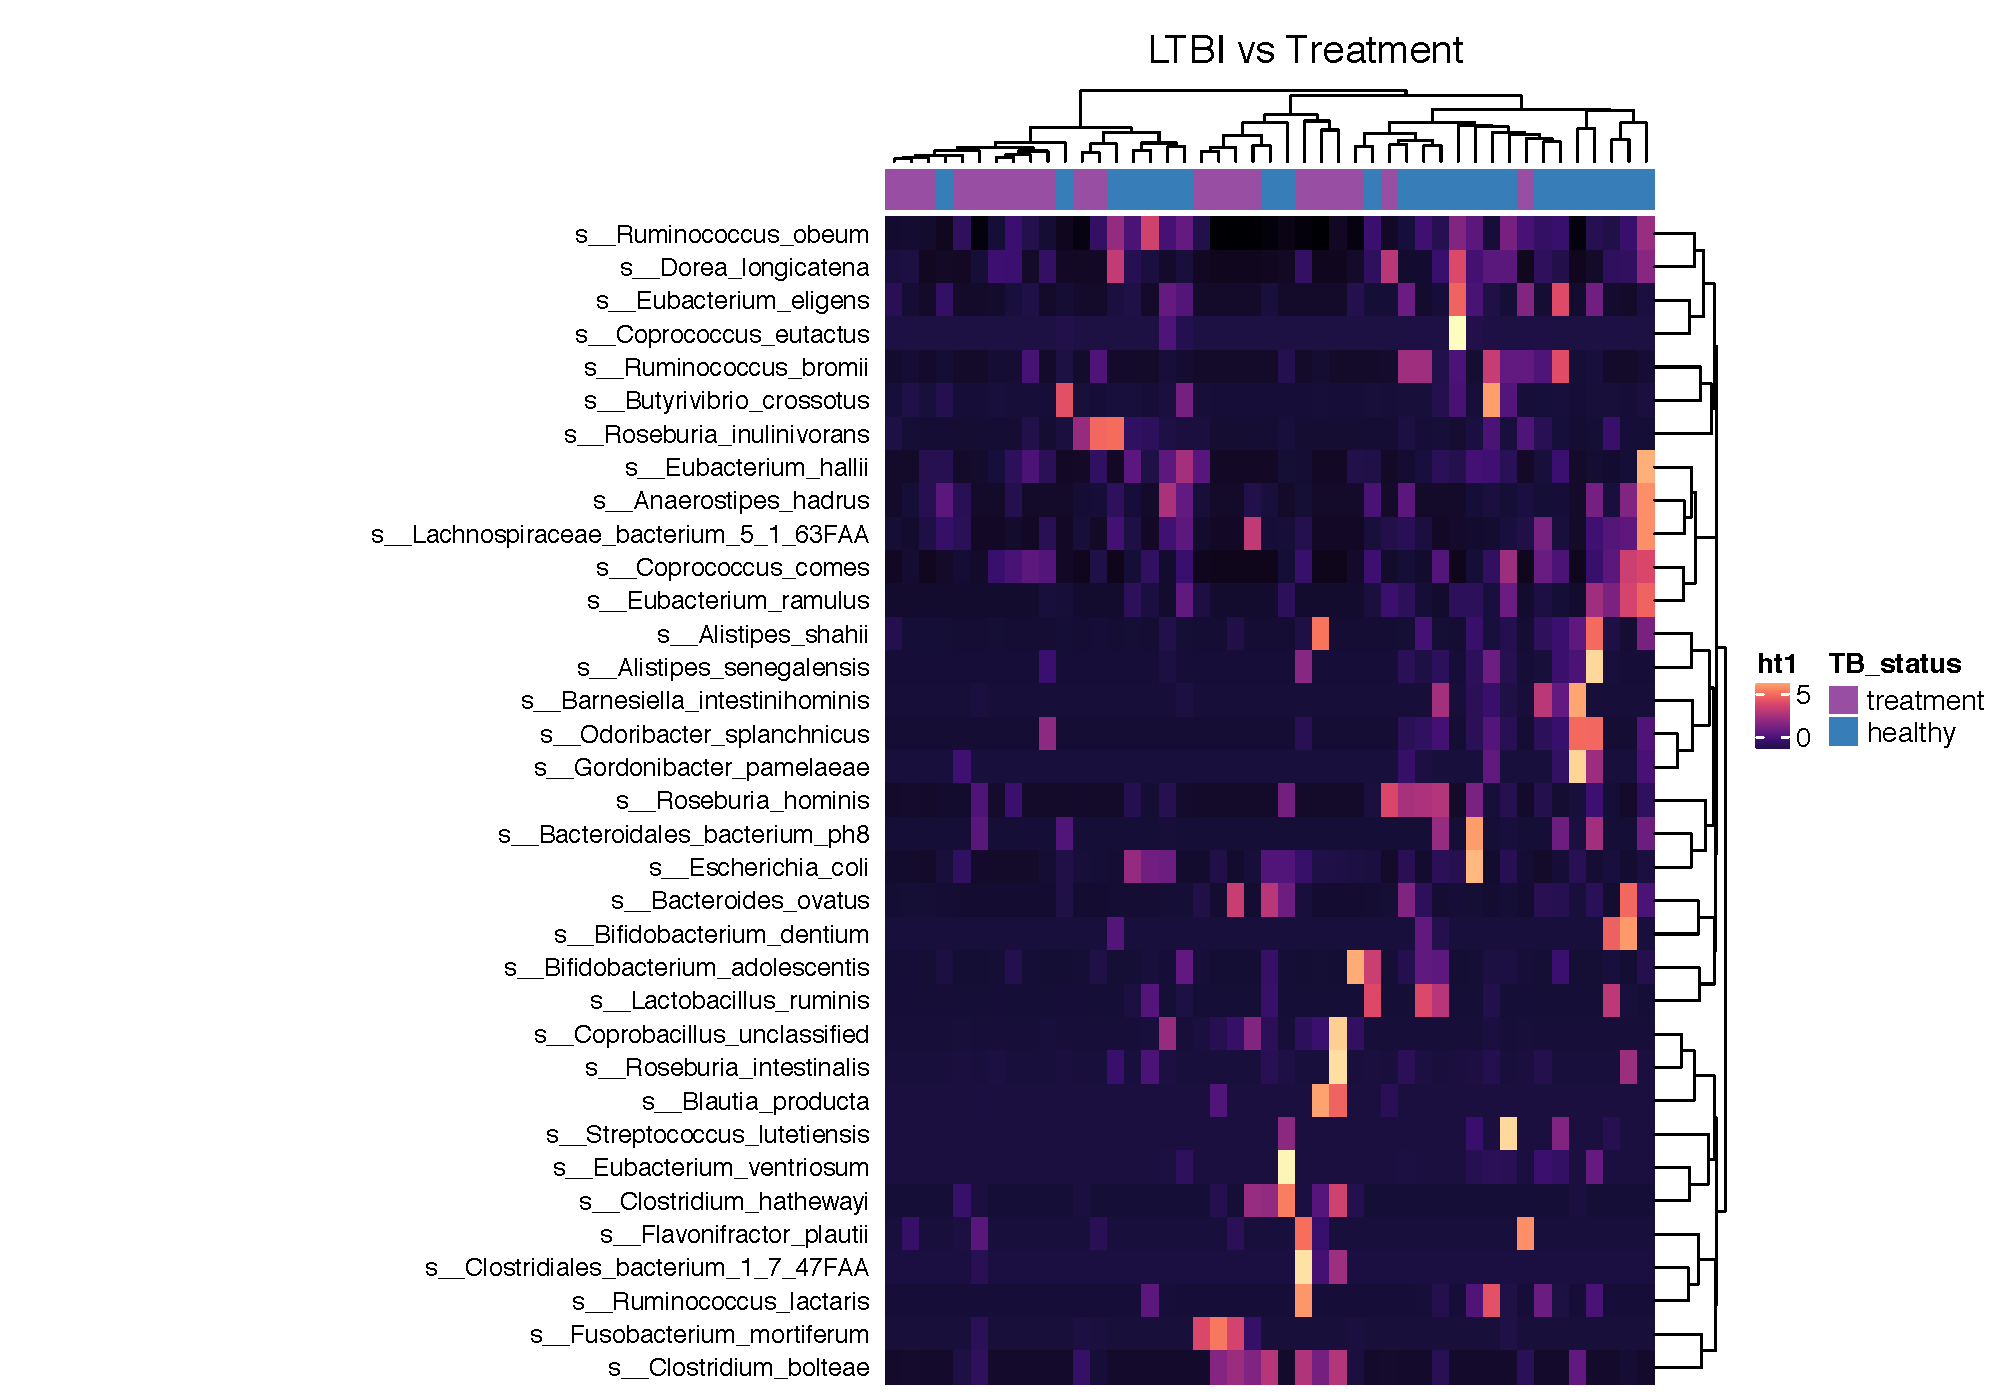 LTBI vs Treatment
s__Ruminococcus_obeum
s__Dorea_longicatena
s__Eubacterium_eligens
s__Coprococcus_eutactus
s__Ruminococcus_bromii
s__Butyrivibrio_crossotus
s__Roseburia_inulinivorans
s__Eubacterium_hallii
s__Anaerostipes_hadrus
s__Lachnospiraceae_bacterium_5_1_63FAA
s__Coprococcus_comes
s__Eubacterium_ramulus
s__Alistipes_shahii
s__Alistipes_senegalensis
s__Barnesiella_intestinihominis
s__Odoribacter_splanchnicus
s__Gordonibacter_pamelaeae
s__Roseburia_hominis
s__Bacteroidales_bacterium_ph8
s__Escherichia_coli
s__Bacteroides_ovatus
s__Bifidobacterium_dentium
s__Bifidobacterium_adolescentis
s__Lactobacillus_ruminis
s__Coprobacillus_unclassified
s__Roseburia_intestinalis
s__Blautia_producta
s__Streptococcus_lutetiensis
s__Eubacterium_ventriosum
s__Clostridium_hathewayi
s__Flavonifractor_plautii
s__Clostridiales_bacterium_1_7_47FAA
s__Ruminococcus_lactaris
s__Fusobacterium_mortiferum
s__Clostridium_bolteae
ht1
5
0
TB_status
treatment
healthy